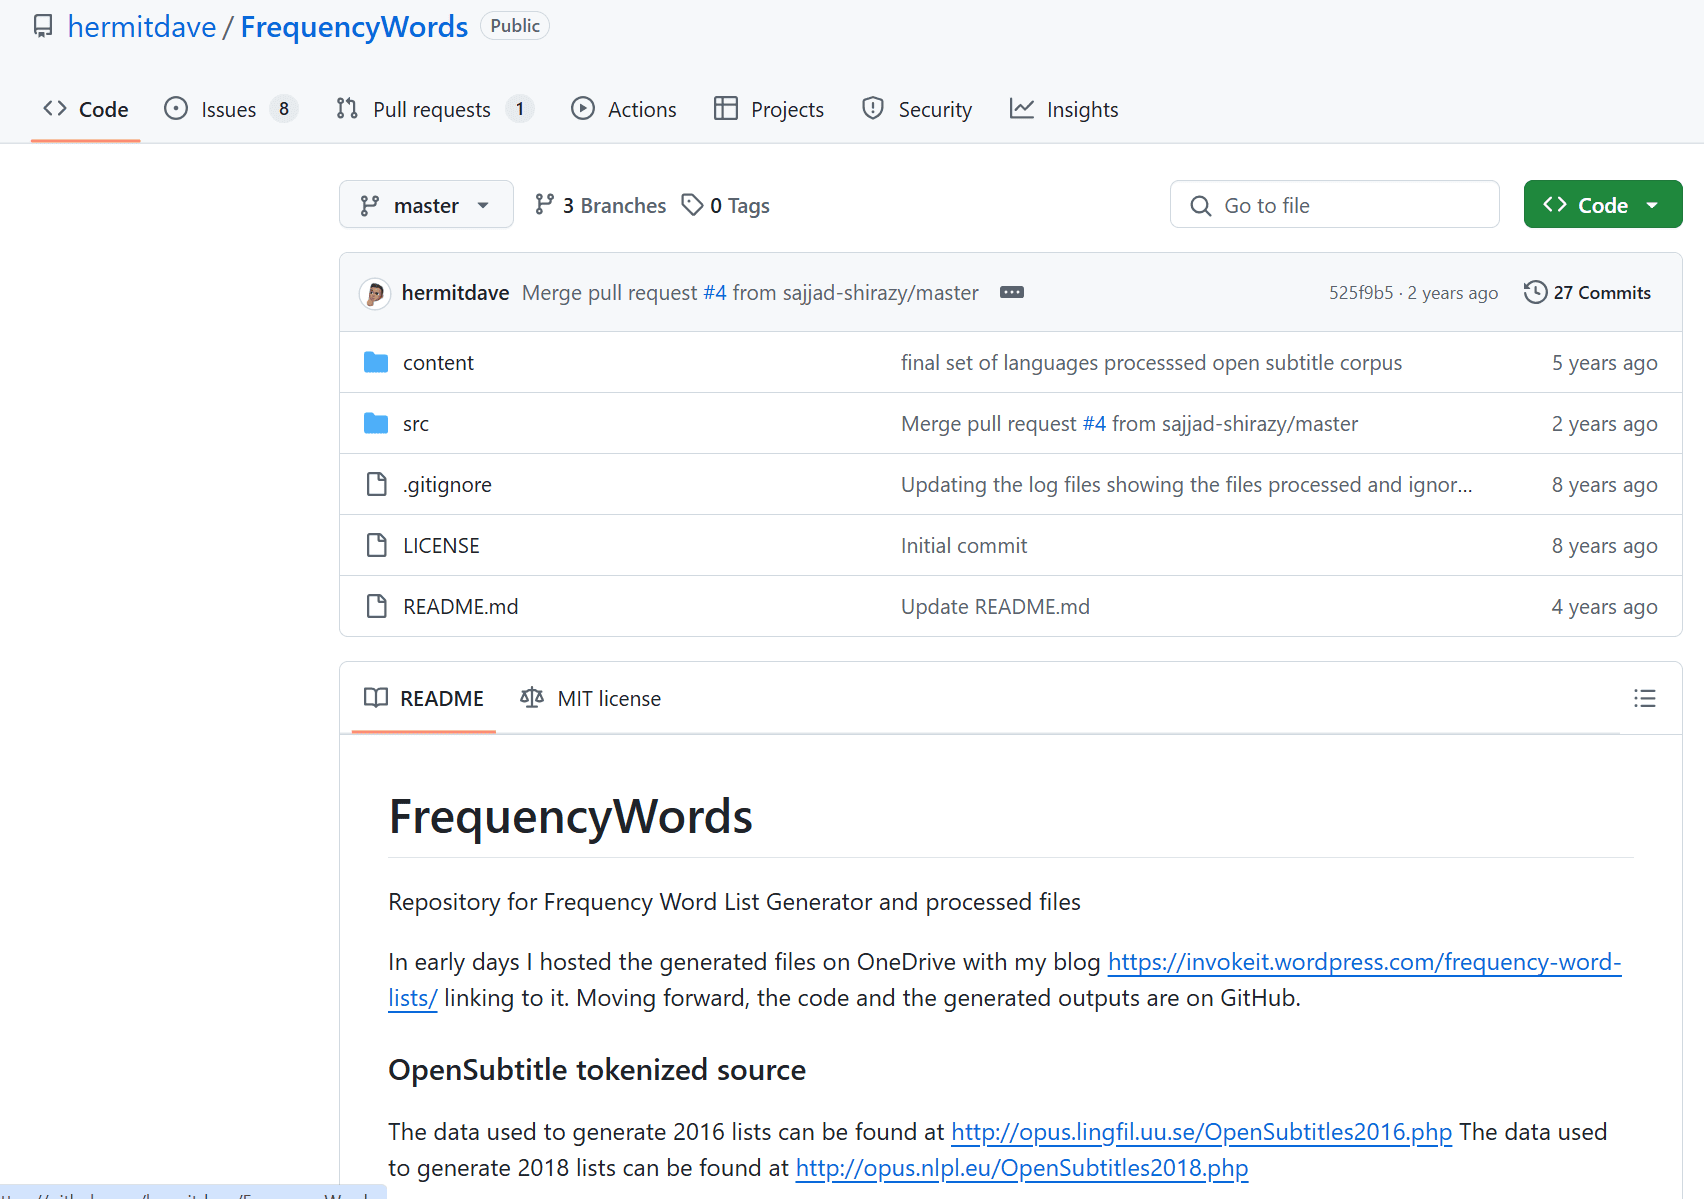 hermitdave / FrequencyWords Public
Code Issues 8 Pull requests 1 Actions Projects Security Insights
master 3 Branches 0 Tags Go to file Code
hermitdave Merge pull request #4 from sajjad-shirazy/master 525f9b5 · 2 years ago 27 Commits
content final set of languages processsed open subtitle corpus 5 years ago
src Merge pull request #4 from sajjad-shirazy/master 2 years ago
.gitignore Updating the log files showing the files processed and ignor... 8 years ago
LICENSE Initial commit 8 years ago
README.md Update README.md 4 years ago
README MIT license
FrequencyWords
Repository for Frequency Word List Generator and processed files
In early days I hosted the generated files on OneDrive with my blog https://invokeit.wordpress.com/frequency-word-
lists/ linking to it. Moving forward, the code and the generated outputs are on GitHub.
OpenSubtitle tokenized source
The data used to generate 2016 lists can be found at http://opus.lingfil.uu.se/OpenSubtitles2016.php The data used
to generate 2018 lists can be found at http://opus.nlpl.eu/OpenSubtitles2018.php